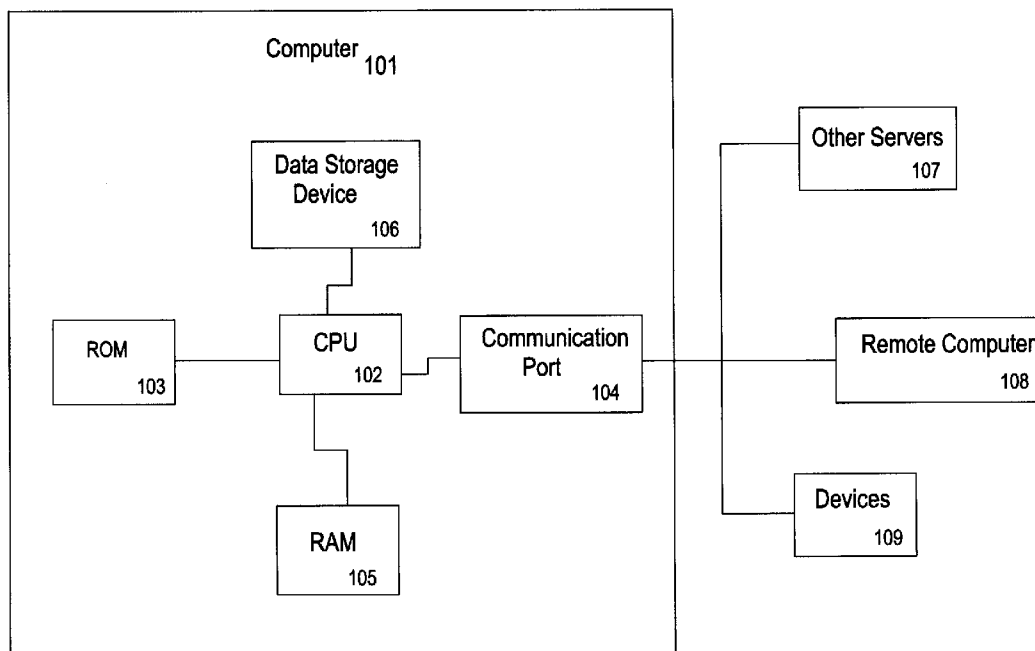 Computer 101
Data Storage
Device
106
ROM
103
CPU
102
Communication
Port
104
RAM
105
Other Servers
107
Remote Computer
108
Devices
109